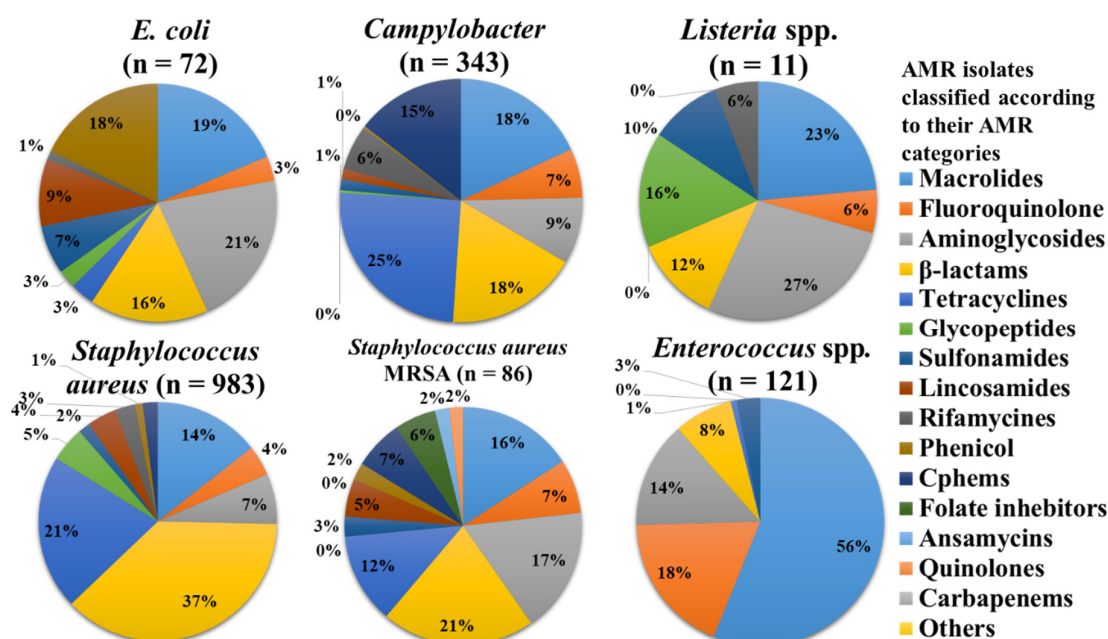 E. coli
(n = 72)
18%
19%
1%
3%
9%
7%
21%
3%
3%
16%
Campylobacter
(n = 343)
1%
0%
15%
18%
1%
6%
7%
9%
25%
18%
0%
Listeria spp.
(n = 11)
0%
6%
23%
10%
16%
6%
12%
27%
0%
AMR isolates
classified according
to their AMR
categories
Macrolides
Fluoroquinolone
Aminoglycosides
β-lactams
Tetracyclines
Glycopeptides
Sulfonamides
Lincosamides
Rifamycines
Phenicol
Cphems
Folate inhebitors
Ansamycins
Quinolones
Carbapenems
Others
Staphylococcus
aureus (n = 983)
1%
3%
4%
2%
14%
5%
4%
7%
21%
37%
Staphylococcus aureus
MRSA (n = 86)
2%
2%
6%
16%
7%
2%
0%
5%
7%
3%
0%
17%
12%
21%
Enterococcus spp.
(n = 121)
3%
0%
1%
8%
14%
56%
18%